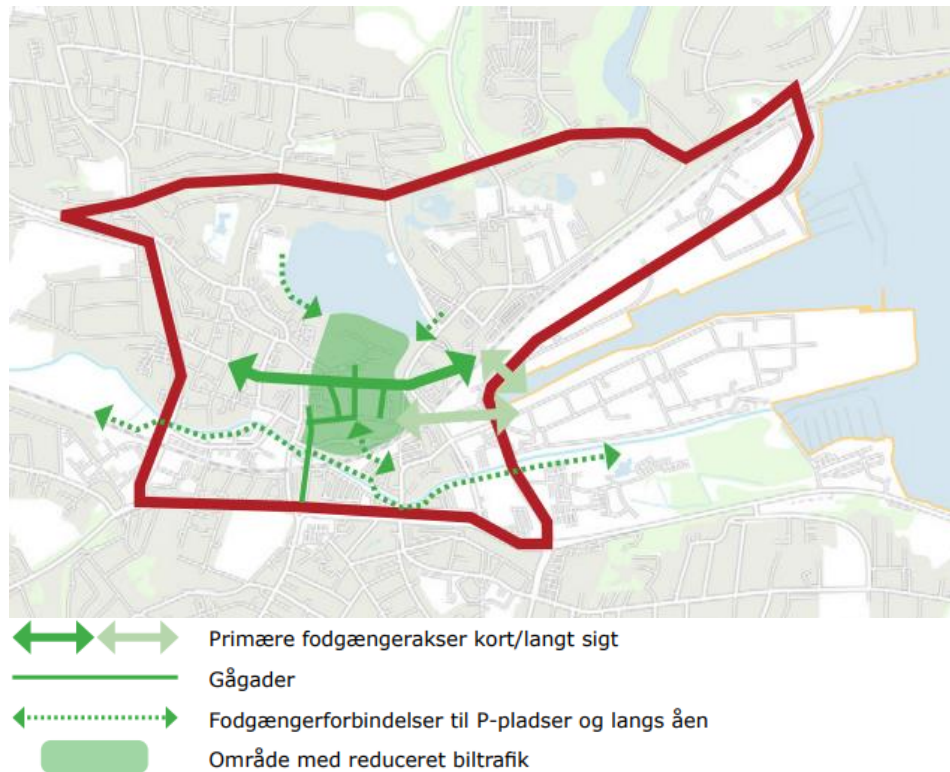 Primære fodgængerakser kort/langt sigt
Gågader
Fodgængerforbindelser til P-pladser og langs åen
Område med reduceret biltrafik